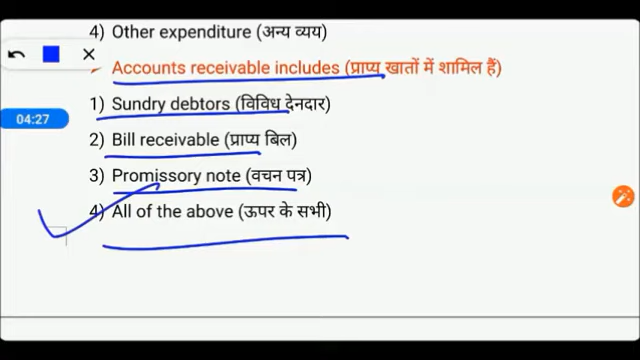 4) Other expenditure (अन्य व्यय)
Accounts receivable includes (प्राप्य खातों में शामिल हैं)
1) Sundry debtors (विविध देनदार)
04:27
2) Bill receivable (प्राप्य बिल)
3) Promissory note (वचन पत्र)
4) All of the above (ऊपर के सभी)